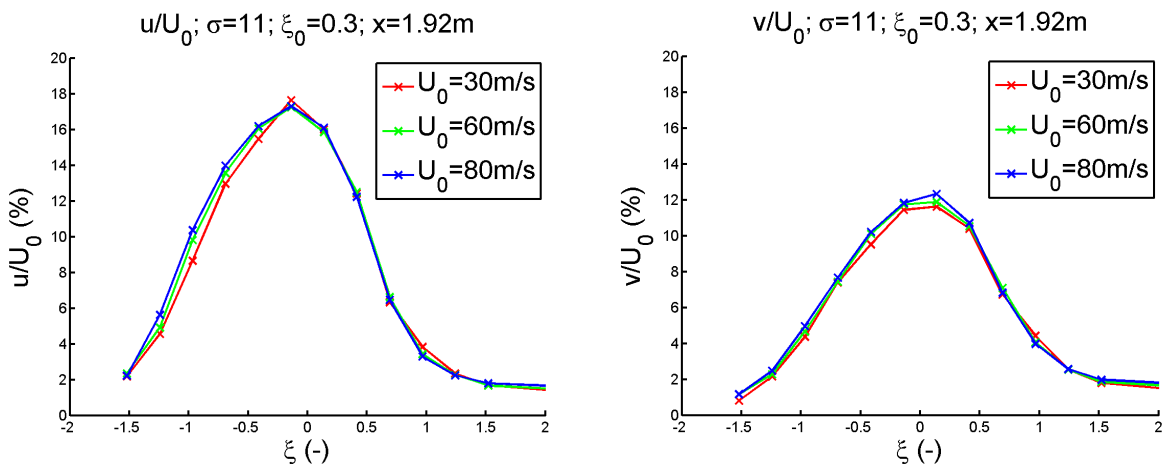 u/U₀; σ=11; ξ₀=0.3; x=1.92m
20
18
16
14
12
10
8
6
4
2
0
u/U₀ (%)
U₀=30m/s
U₀=60m/s
U₀=80m/s
-2 -1.5 -1 -0.5 0 0.5 1 1.5 2
ξ (-)
v/U₀; σ=11; ξ₀=0.3; x=1.92m
20
18
16
14
12
10
8
6
4
2
0
v/U₀ (%)
U₀=30m/s
U₀=60m/s
U₀=80m/s
-2 -1.5 -1 -0.5 0 0.5 1 1.5 2
ξ (-)